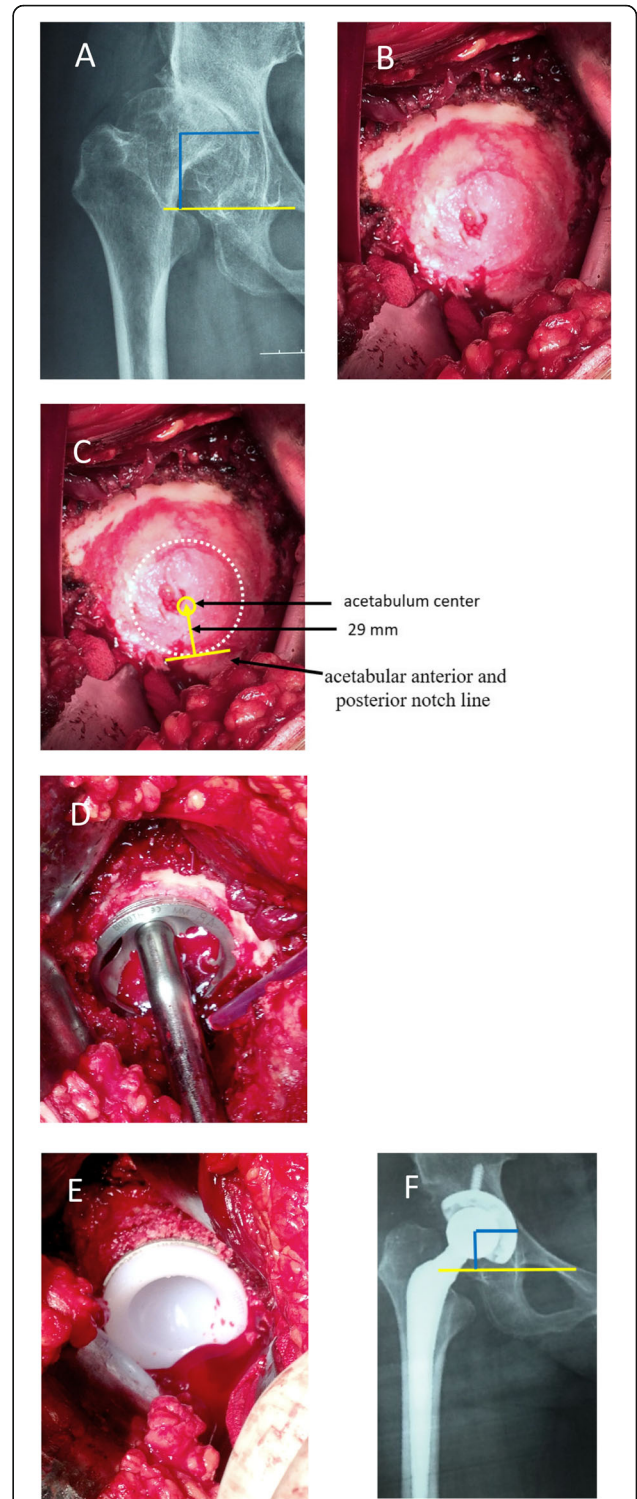 A
B
C
acetabulum center
29 mm
acetabular anterior and
posterior notch line
D
E
F